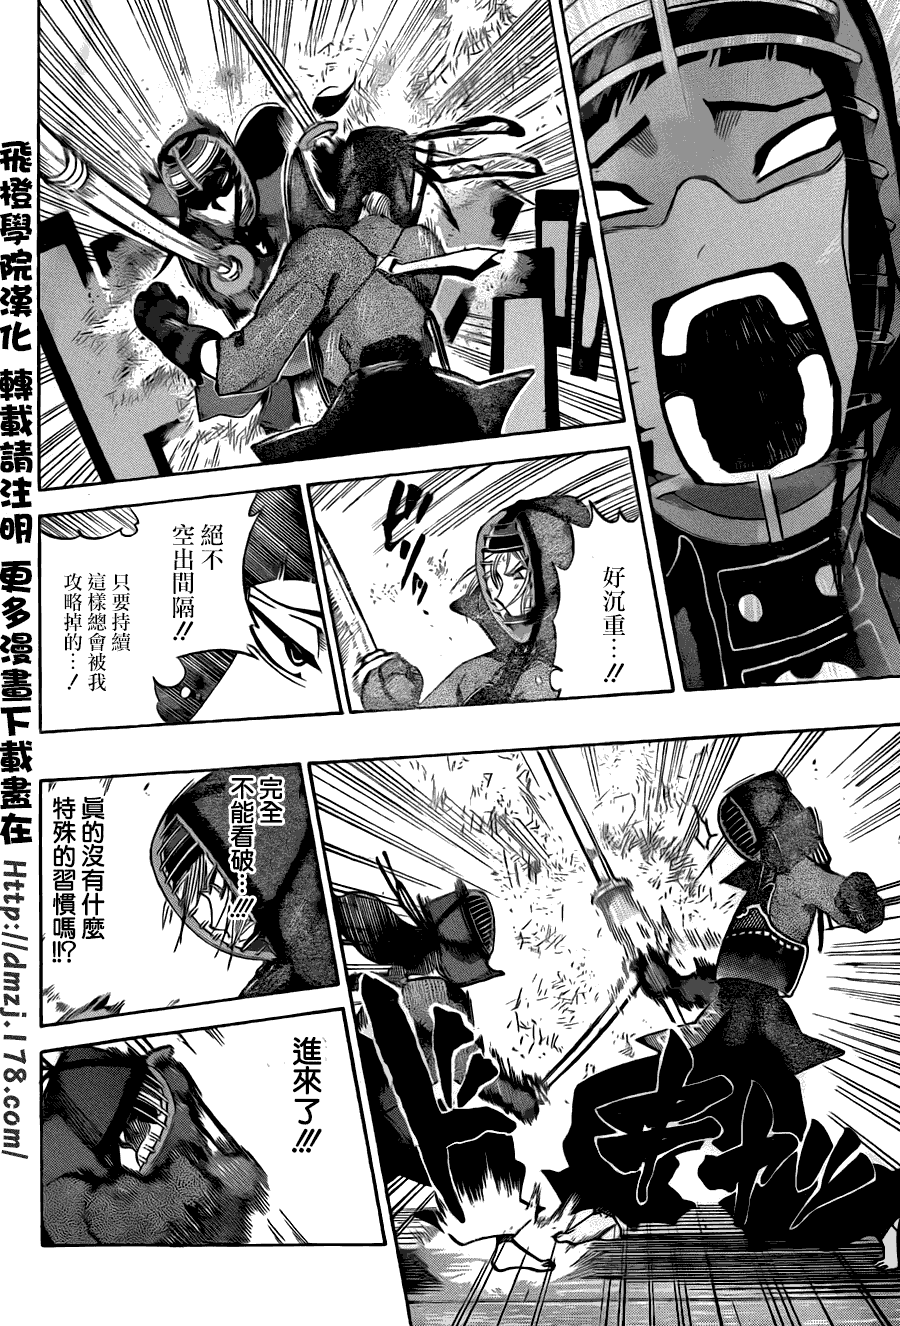 好沉重…!!
絕不
空出間隔!!
只要持續
這樣總會被我
攻略掉的…!
完全
不能看破…!!!
眞的沒有什麼
特殊的習慣嗎!!?
進來了!!!
飛橙學院漢化 轉載請注明 更多漫畫下載盡在 Http://dmzj.178.com/